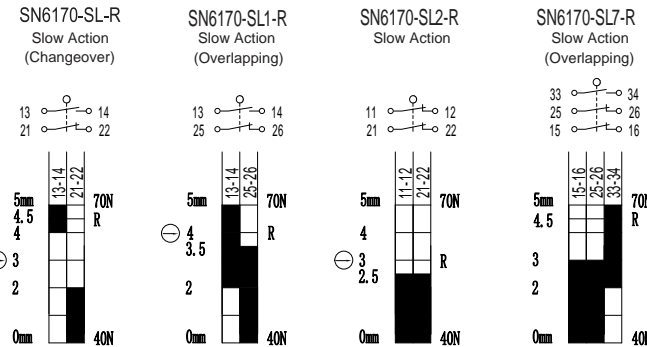 SN6170-SL-R
Slow Action
(Changeover)
13 14
21 22
13-14
21-22
5mm 70N
4.5 R
4
3
2
0mm 40N
SN6170-SL1-R
Slow Action
(Overlapping)
13 14
25 26
13-14
25-26
5mm 70N
4 R
3.5
2
0mm 40N
SN6170-SL2-R
Slow Action
11 12
21 22
11-12
21-22
5mm 70N
4
3 R
2.5
0mm 40N
SN6170-SL7-R
Slow Action
(Overlapping)
33 34
25 26
15 16
15-16
25-26
33-34
5mm 70N
4.5 R
3
2
0mm 40N